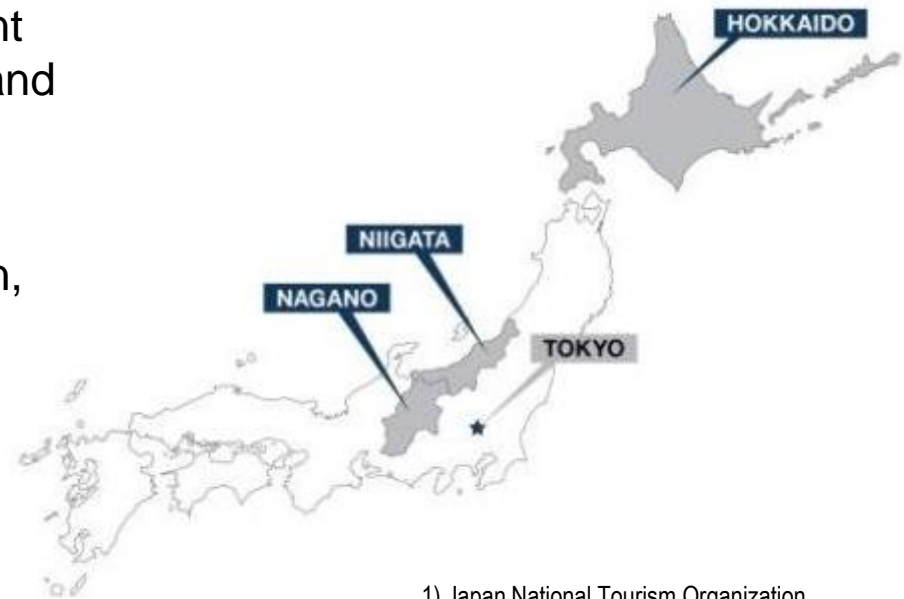 nt
and
n,
HOKKAIDO
NIIGATA
NAGANO
TOKYO
1) Japan National Tourism Organization